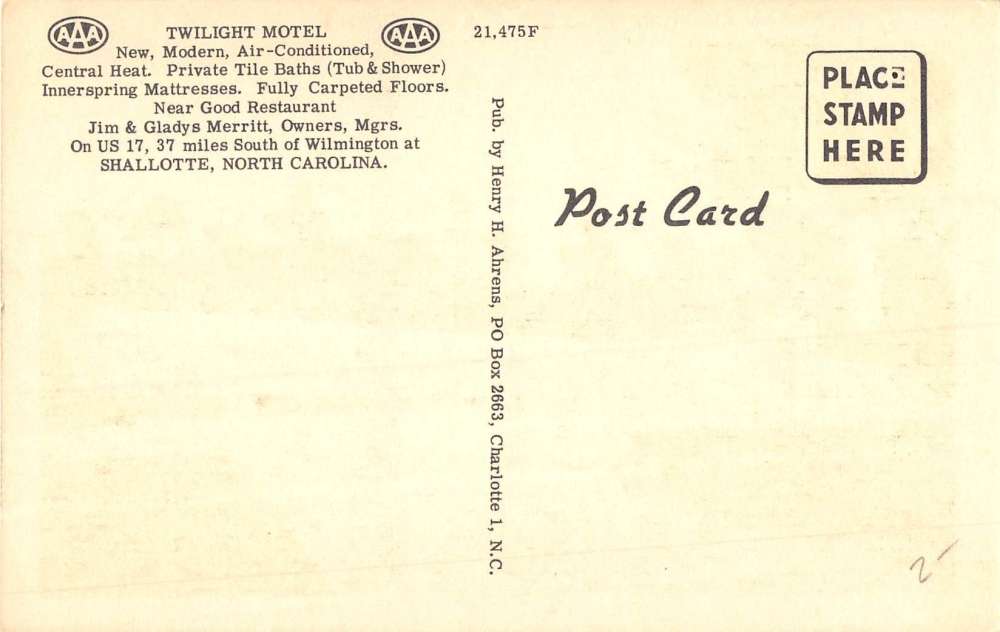 AAA TWILIGHT MOTEL AAA
New, Modern, Air-Conditioned,
Central Heat. Private Tile Baths (Tub & Shower)
Innerspring Mattresses. Fully Carpeted Floors.
Near Good Restaurant
Jim & Gladys Merritt, Owners, Mgrs.
On US 17, 37 miles South of Wilmington at
SHALLOTTE, NORTH CAROLINA.
21,475F
Pub. by Henry H. Ahrens, PO Box 2663, Charlotte 1, N.C.
Post Card
PLACE
STAMP
HERE
2-